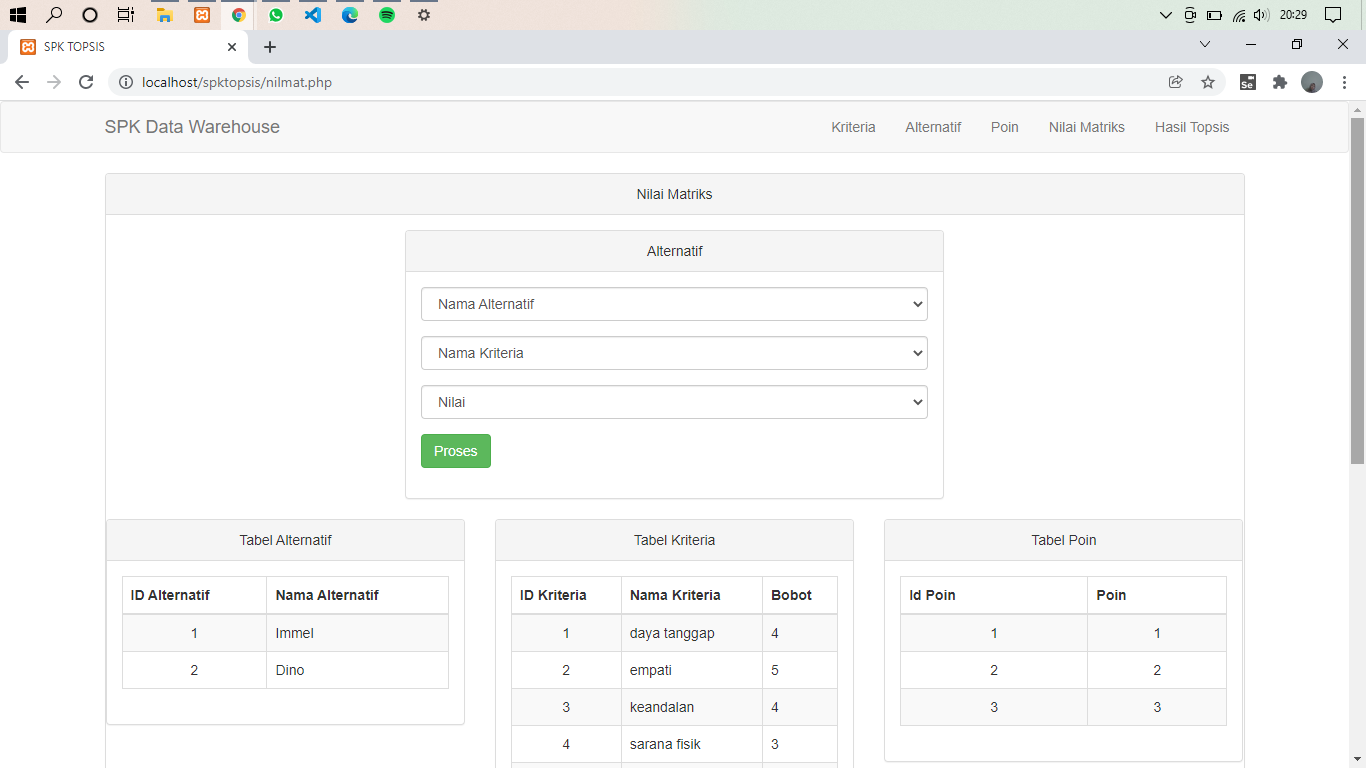 20:29
SPK TOPSIS
localhost/spktopsis/nilmat.php
Se
SPK Data Warehouse
Kriteria Alternatif Poin Nilai Matriks Hasil Topsis
Nilai Matriks
Alternatif
Nama Alternatif
Nama Kriteria
Nilai
Proses
Tabel Alternatif
ID Alternatif Nama Alternatif
1 Immel
2 Dino
Tabel Kriteria
ID Kriteria Nama Kriteria Bobot
1 daya tanggap 4
2 empati 5
3 keandalan 4
4 sarana fisik 3
Tabel Poin
Id Poin Poin
1 1
2 2
3 3